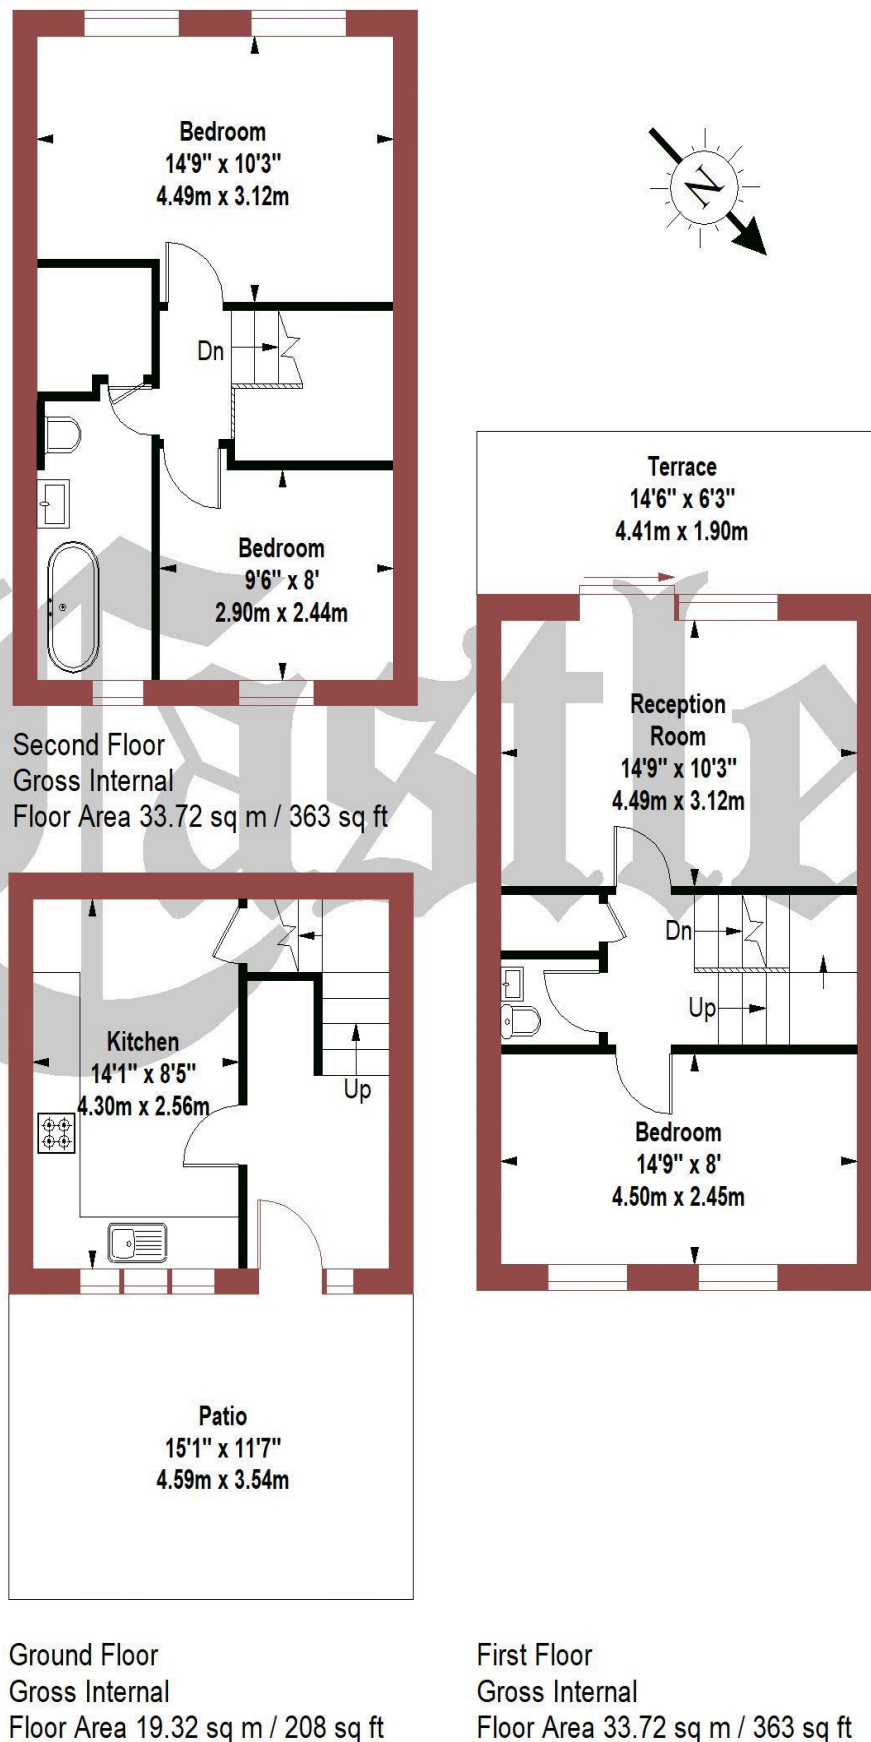 Bedroom
14'9" x 10'3"
4.49m x 3.12m
N
Dn
Bedroom
9'6" x 8'
2.90m x 2.44m
Second Floor
Gross Internal
Floor Area 33.72 sq m / 363 sq ft
Terrace
14'6" x 6'3"
4.41m x 1.90m
Reception
Room
14'9" x 10'3"
4.49m x 3.12m
Castle
Dn
Up
Bedroom
14'9" x 8'
4.50m x 2.45m
Kitchen
14'1" x 8'5"
4.30m x 2.56m
Up
Patio
15'1" x 11'7"
4.59m x 3.54m
Ground Floor
Gross Internal
Floor Area 19.32 sq m / 208 sq ft
First Floor
Gross Internal
Floor Area 33.72 sq m / 363 sq ft